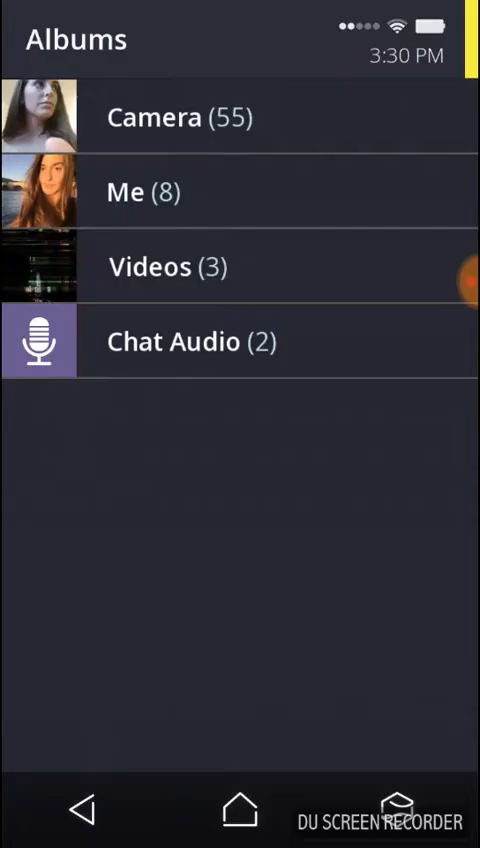 Albums
3:30 PM
Camera (55)
Me (8)
Videos (3)
Chat Audio (2)
DU SCREEN RECORDER